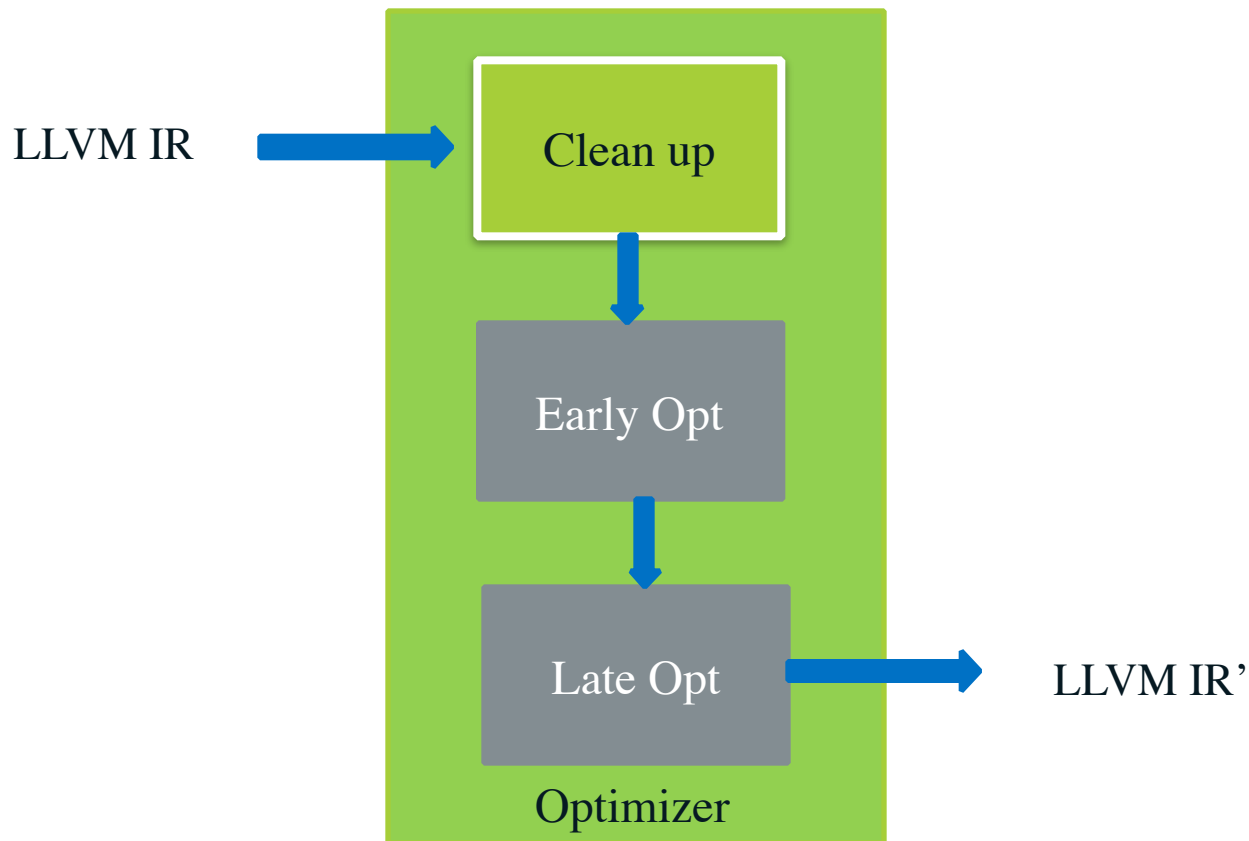 LLVM IR
Clean up
Early Opt
Late Opt
LLVM IR’
Optimizer